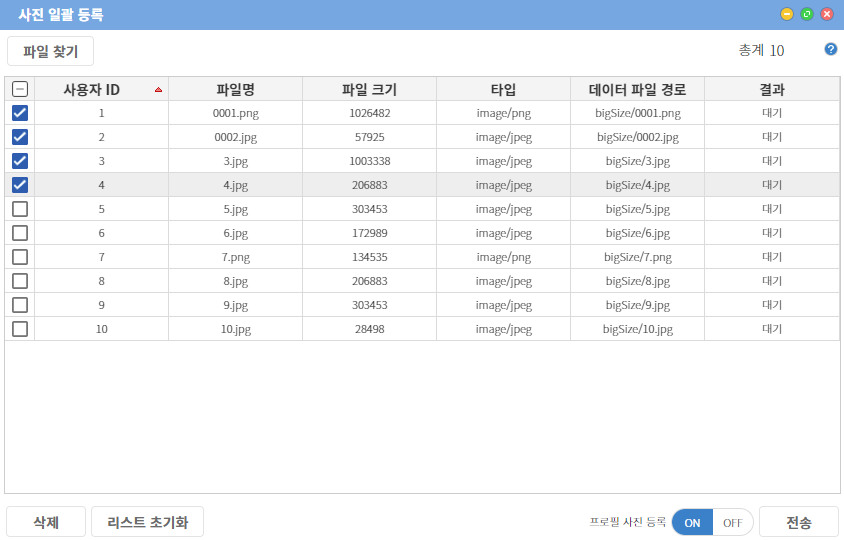 사진 일괄 등록
파일 찾기
총계 10
?
사용자 ID 파일명 파일 크기 타입 데이터 파일 경로 결과
1 0001.png 1026482 image/png bigSize/0001.png 대기
2 0002.jpg 57925 image/jpeg bigSize/0002.jpg 대기
3 3.jpg 1003338 image/jpeg bigSize/3.jpg 대기
4 4.jpg 206883 image/jpeg bigSize/4.jpg 대기
5 5.jpg 303453 image/jpeg bigSize/5.jpg 대기
6 6.jpg 172989 image/jpeg bigSize/6.jpg 대기
7 7.png 134535 image/png bigSize/7.png 대기
8 8.jpg 206883 image/jpeg bigSize/8.jpg 대기
9 9.jpg 303453 image/jpeg bigSize/9.jpg 대기
10 10.jpg 28498 image/jpeg bigSize/10.jpg 대기
삭제 리스트 초기화 프로필 사진 등록 ON OFF 전송